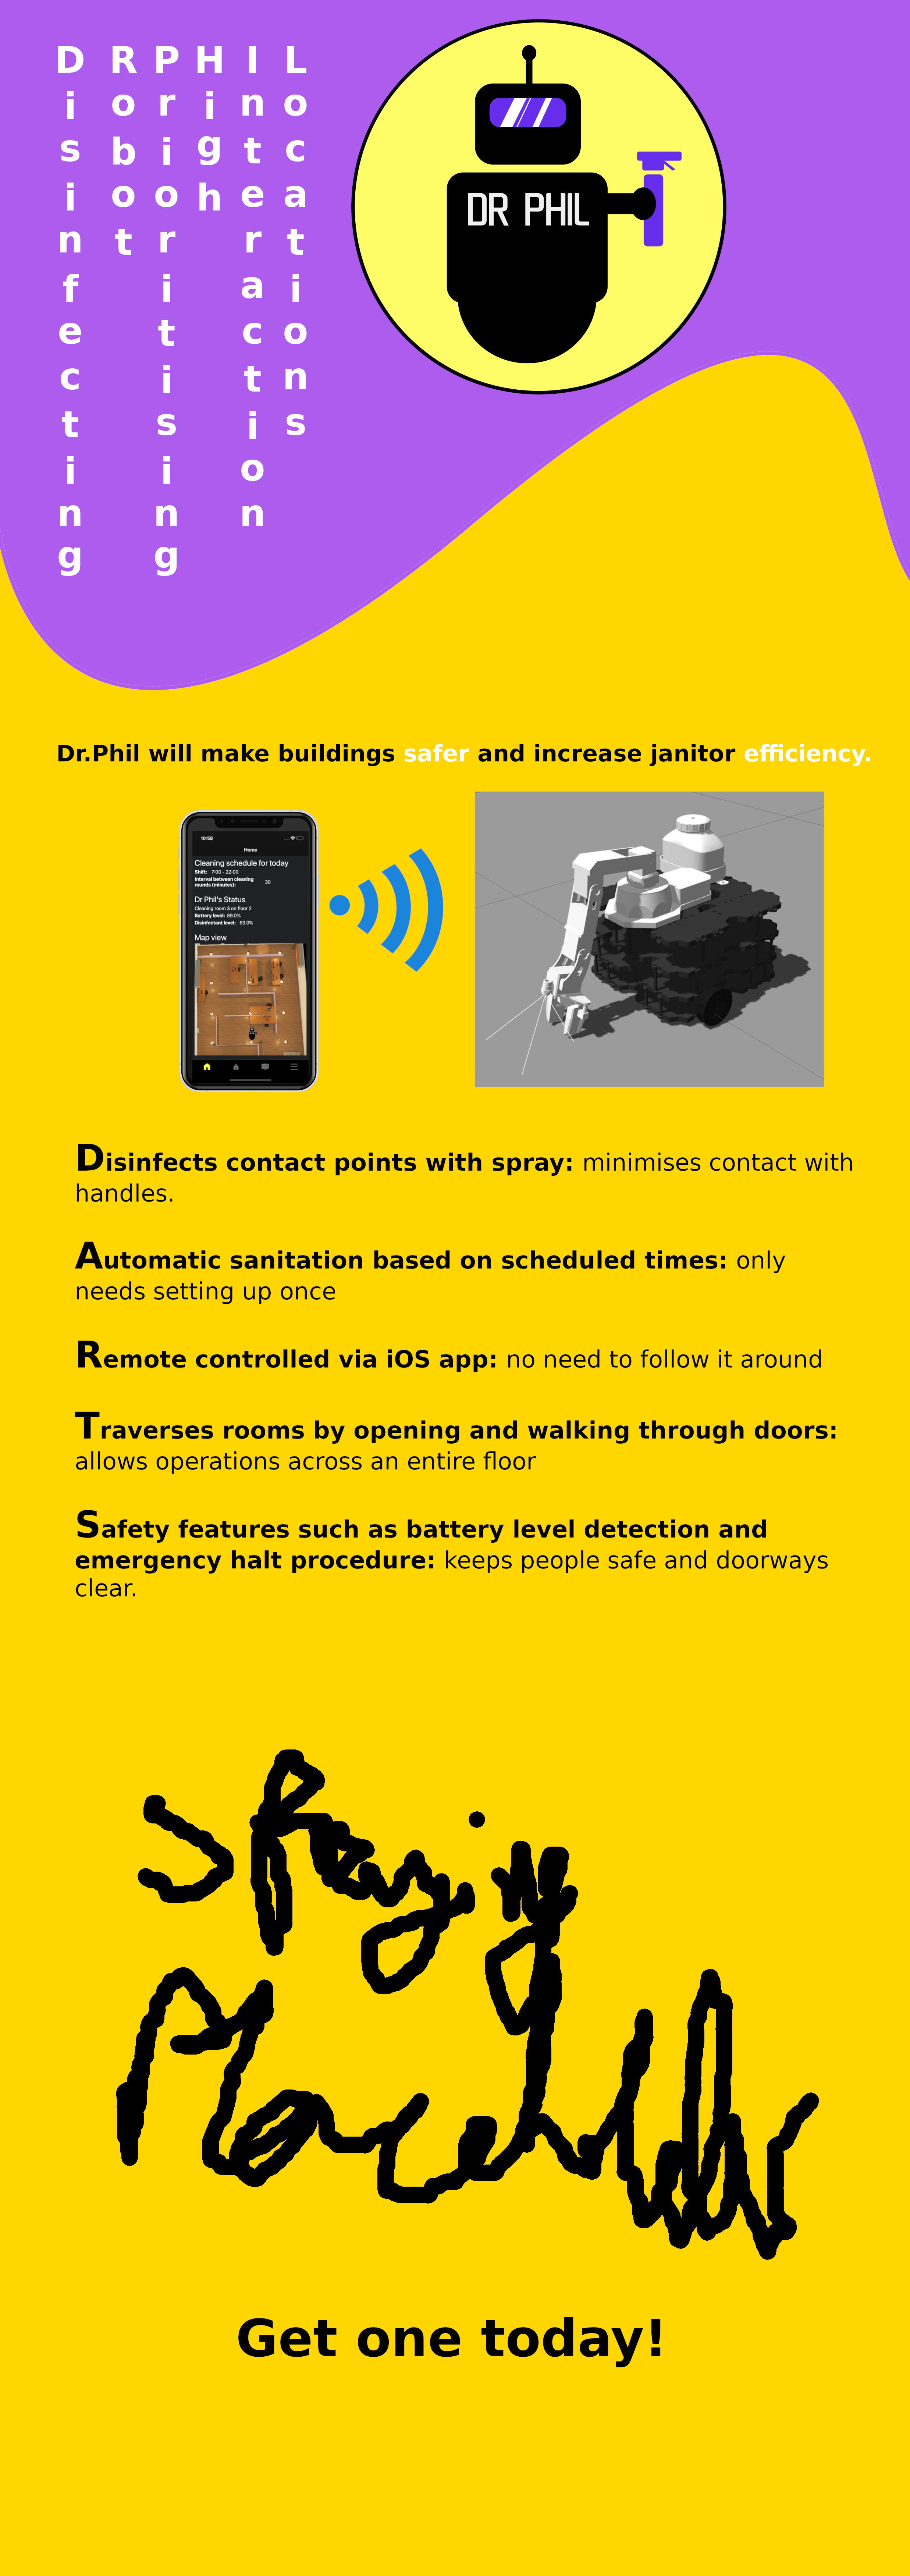 Disinfecting Robot Prioritising High Interaction Locations
DR PHIL
Dr.Phil will make buildings safer and increase janitor efficiency.
10:58
Home
Cleaning schedule for today
Shift: 7:00 - 22:00
Interval between cleaning
rounds (minutes): 30
Dr Phil's Status
Cleaning room 3 on floor 2
Battery level: 89.0%
Disinfectant level: 63.0%
Map view
Disinfects contact points with spray: minimises contact with
handles.
Automatic sanitation based on scheduled times: only
needs setting up once
Remote controlled via iOS app: no need to follow it around
Traverses rooms by opening and walking through doors:
allows operations across an entire floor
Safety features such as battery level detection and
emergency halt procedure: keeps people safe and doorways
clear.
Get one today!